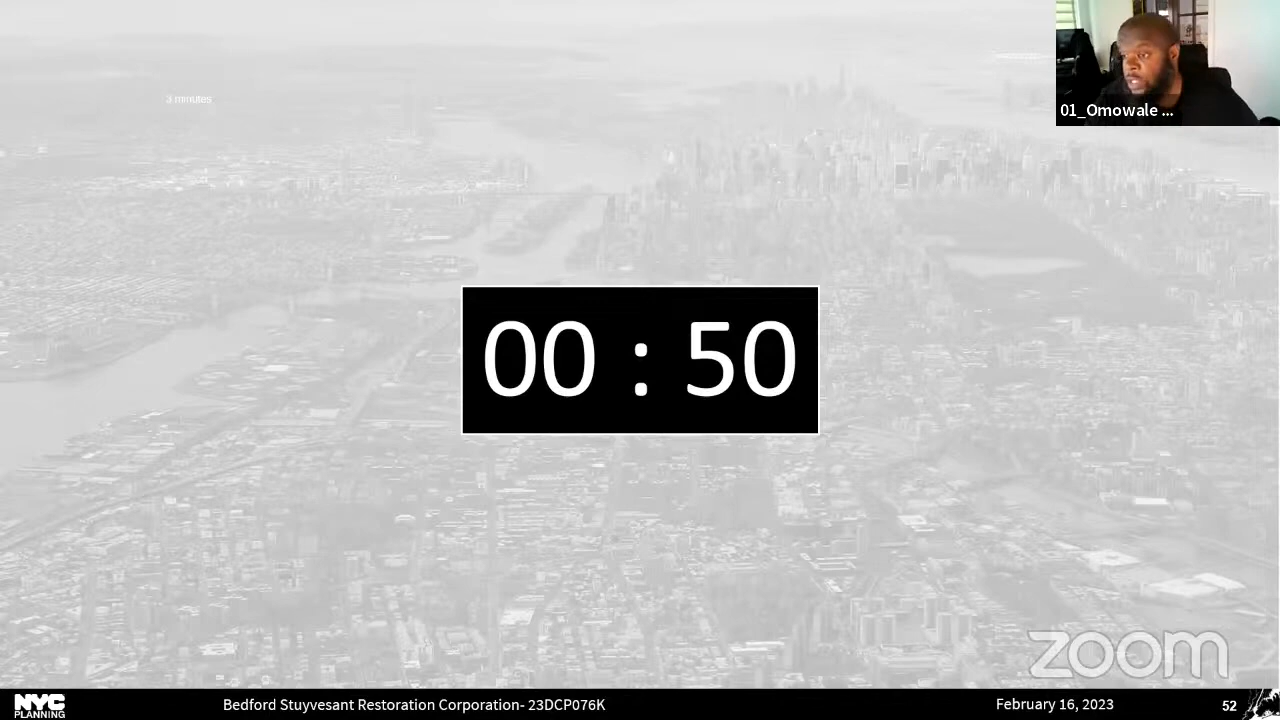 3 minutes
01_Omowale ...
00 : 50
zoom
NYC
PLANNING
Bedford Stuyvesant Restoration Corporation- 23DCP076K
February 16, 2023
52